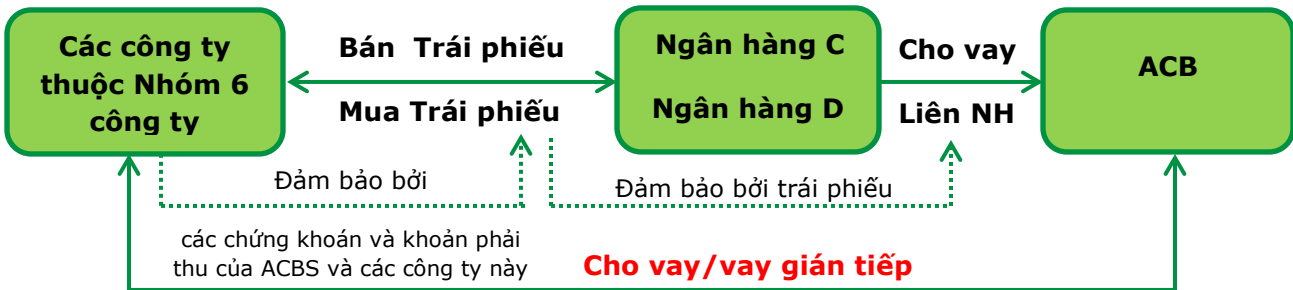 Các công ty
thuộc Nhóm 6
công ty
Bán Trái phiếu
Mua Trái phiếu
Ngân hàng C
Ngân hàng D
Cho vay
Liên NH
ACB
Đảm bảo bởi
Đảm bảo bởi trái phiếu
các chứng khoán và khoản phải
thu của ACBS và các công ty này
Cho vay/vay gián tiếp